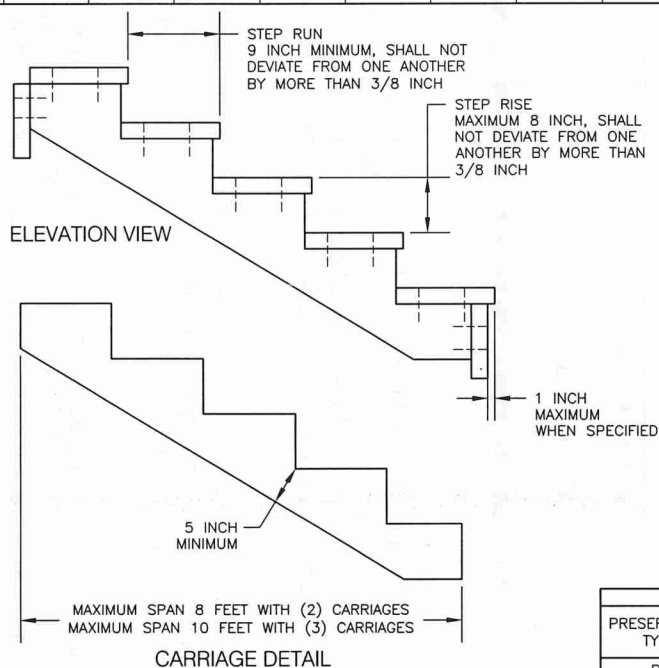 STEP RUN
9 INCH MINIMUM, SHALL NOT
DEVIATE FROM ONE ANOTHER
BY MORE THAN 3/8 INCH
STEP RISE
MAXIMUM 8 INCH, SHALL
NOT DEVIATE FROM ONE
ANOTHER BY MORE THAN
3/8 INCH
ELEVATION VIEW
1 INCH
MAXIMUM
WHEN SPECIFIED
5 INCH
MINIMUM
MAXIMUM SPAN 8 FEET WITH (2) CARRIAGES
MAXIMUM SPAN 10 FEET WITH (3) CARRIAGES
CARRIAGE DETAIL